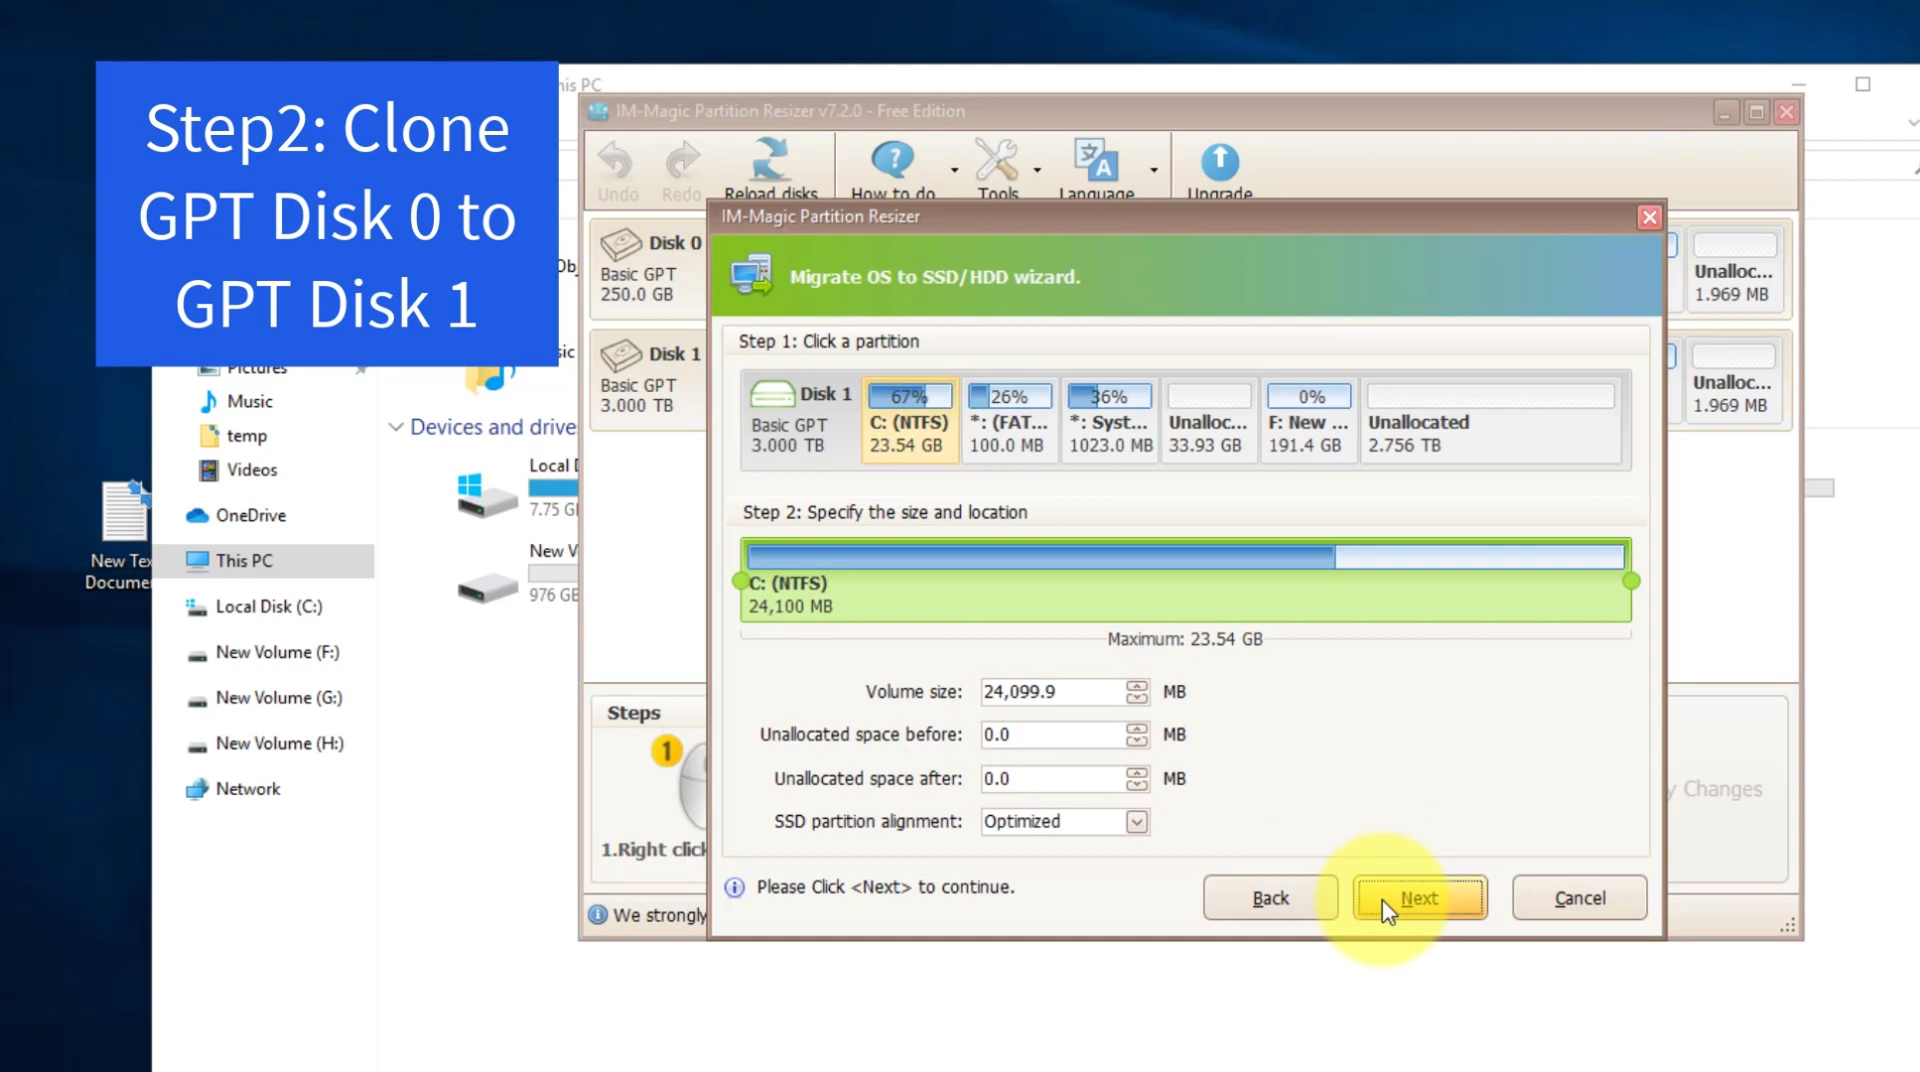 Step2: Clone
GPT Disk 0 to
GPT Disk 1
his PC
IM-Magic Partition Resizer v7.2.0 - Free Edition
Undo
Redo
Reload disks
How to do
Tools
Language
Upgrade
Disk 0
Basic GPT
250.0 GB
Unalloc...
1.969 MB
Disk 1
Basic GPT
3.000 TB
Unalloc...
1.969 MB
IM-Magic Partition Resizer
Migrate OS to SSD/HDD wizard.
Step 1: Click a partition
Disk 1
Basic GPT
3.000 TB
67%
C: (NTFS)
23.54 GB
26%
*: (FAT...
100.0 MB
36%
*: Syst...
1023.0 MB
Unalloc...
33.93 GB
0%
F: New ...
191.4 GB
Unallocated
2.756 TB
Step 2: Specify the size and location
C: (NTFS)
24,100 MB
Maximum: 23.54 GB
Volume size: 24,099.9 MB
Unallocated space before: 0.0 MB
Unallocated space after: 0.0 MB
SSD partition alignment: Optimized
Please Click <Next> to continue.
Back
Next
Cancel
Obj
sic
Pictures
Music
temp
Videos
OneDrive
This PC
Local Disk (C:)
New Volume (F:)
New Volume (G:)
New Volume (H:)
Network
Devices and drive
Local D
7.75 G
New V
976 GB
New Tex
Docume
Steps
1
1.Right click
We strongly
y Changes